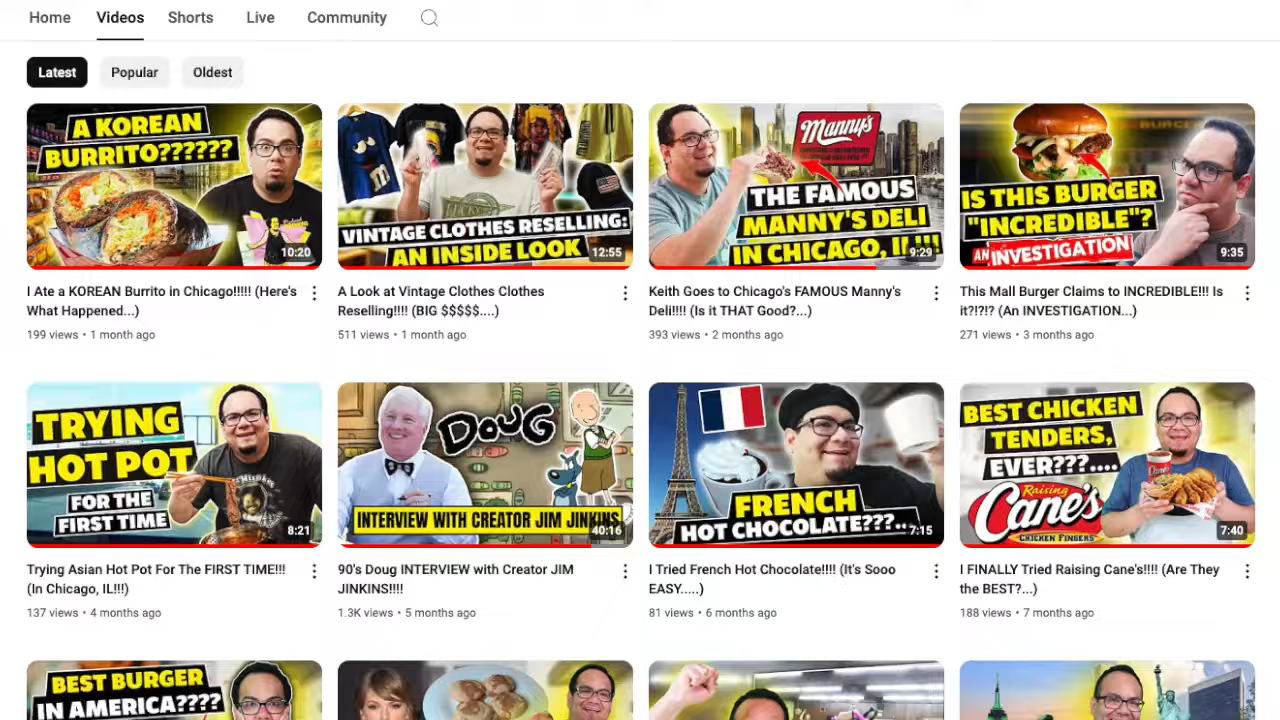 Home Videos Shorts Live Community
Latest Popular Oldest
A KOREAN
BURRITO??????
10:20
VINTAGE CLOTHES RESELLING:
AN INSIDE LOOK
12:55
Manny's
THE FAMOUS
MANNY'S DELI
IN CHICAGO, IL!!!
9:29
BURGER
IS THIS BURGER
"INCREDIBLE"?
AN INVESTIGATION
9:35
I Ate a KOREAN Burrito in Chicago!!!!! (Here's
What Happened...)
199 views • 1 month ago
A Look at Vintage Clothes Clothes
Reselling!!!! (BIG $$$$$....)
511 views • 1 month ago
Keith Goes to Chicago's FAMOUS Manny's
Deli!!!! (Is it THAT Good?...)
393 views • 2 months ago
This Mall Burger Claims to INCREDIBLE!!! Is
it?!?!? (An INVESTIGATION...)
271 views • 3 months ago
TRYING
HOT POT
FOR THE
FIRST TIME
8:21
DOUG
INTERVIEW WITH CREATOR JIM JINKINS
40:16
FRENCH
HOT CHOCOLATE???..
7:15
BEST CHICKEN
TENDERS,
EVER???....
Raising
Cane's
CHICKEN FINGERS
7:40
Trying Asian Hot Pot For The FIRST TIME!!!
(In Chicago, IL!!!)
137 views • 4 months ago
90's Doug INTERVIEW with Creator JIM
JINKINS!!!!
1.3K views • 5 months ago
I Tried French Hot Chocolate!!!! (It's Sooo
EASY.....)
81 views • 6 months ago
I FINALLY Tried Raising Cane's!!!! (Are They
the BEST?...)
188 views • 7 months ago
BEST BURGER
IN AMERICA????